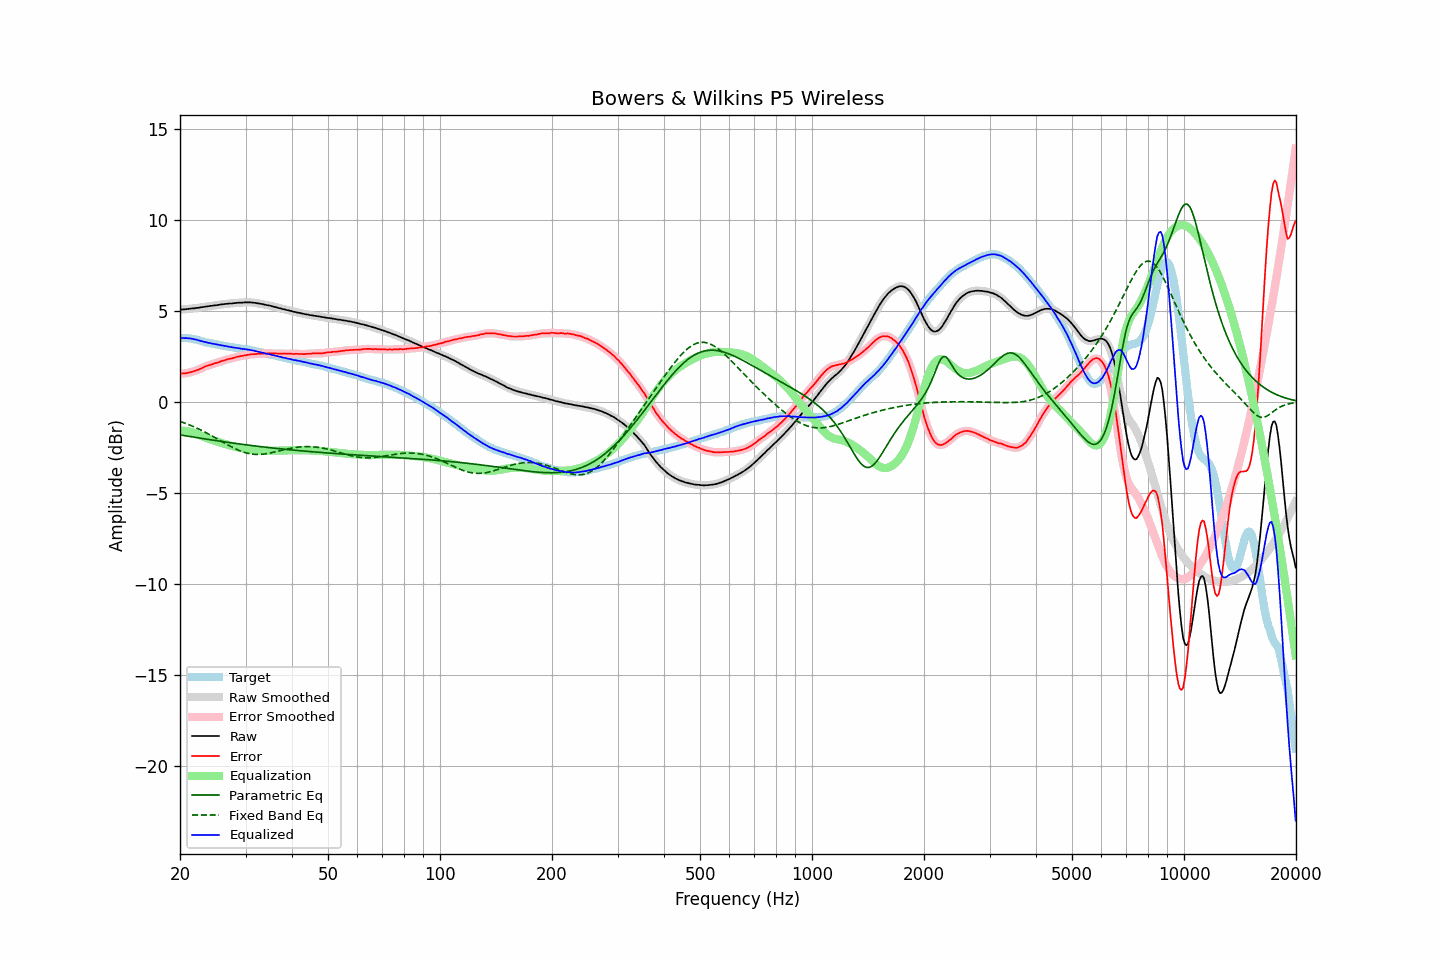 Bowers & Wilkins P5 Wireless
Amplitude (dBr)
15
10
5
0
−5
−10
−15
−20
Target
Raw Smoothed
Error Smoothed
Raw
Error
Equalization
Parametric Eq
Fixed Band Eq
Equalized
20 50 100 200 500 1000 2000 5000 10000 20000
Frequency (Hz)